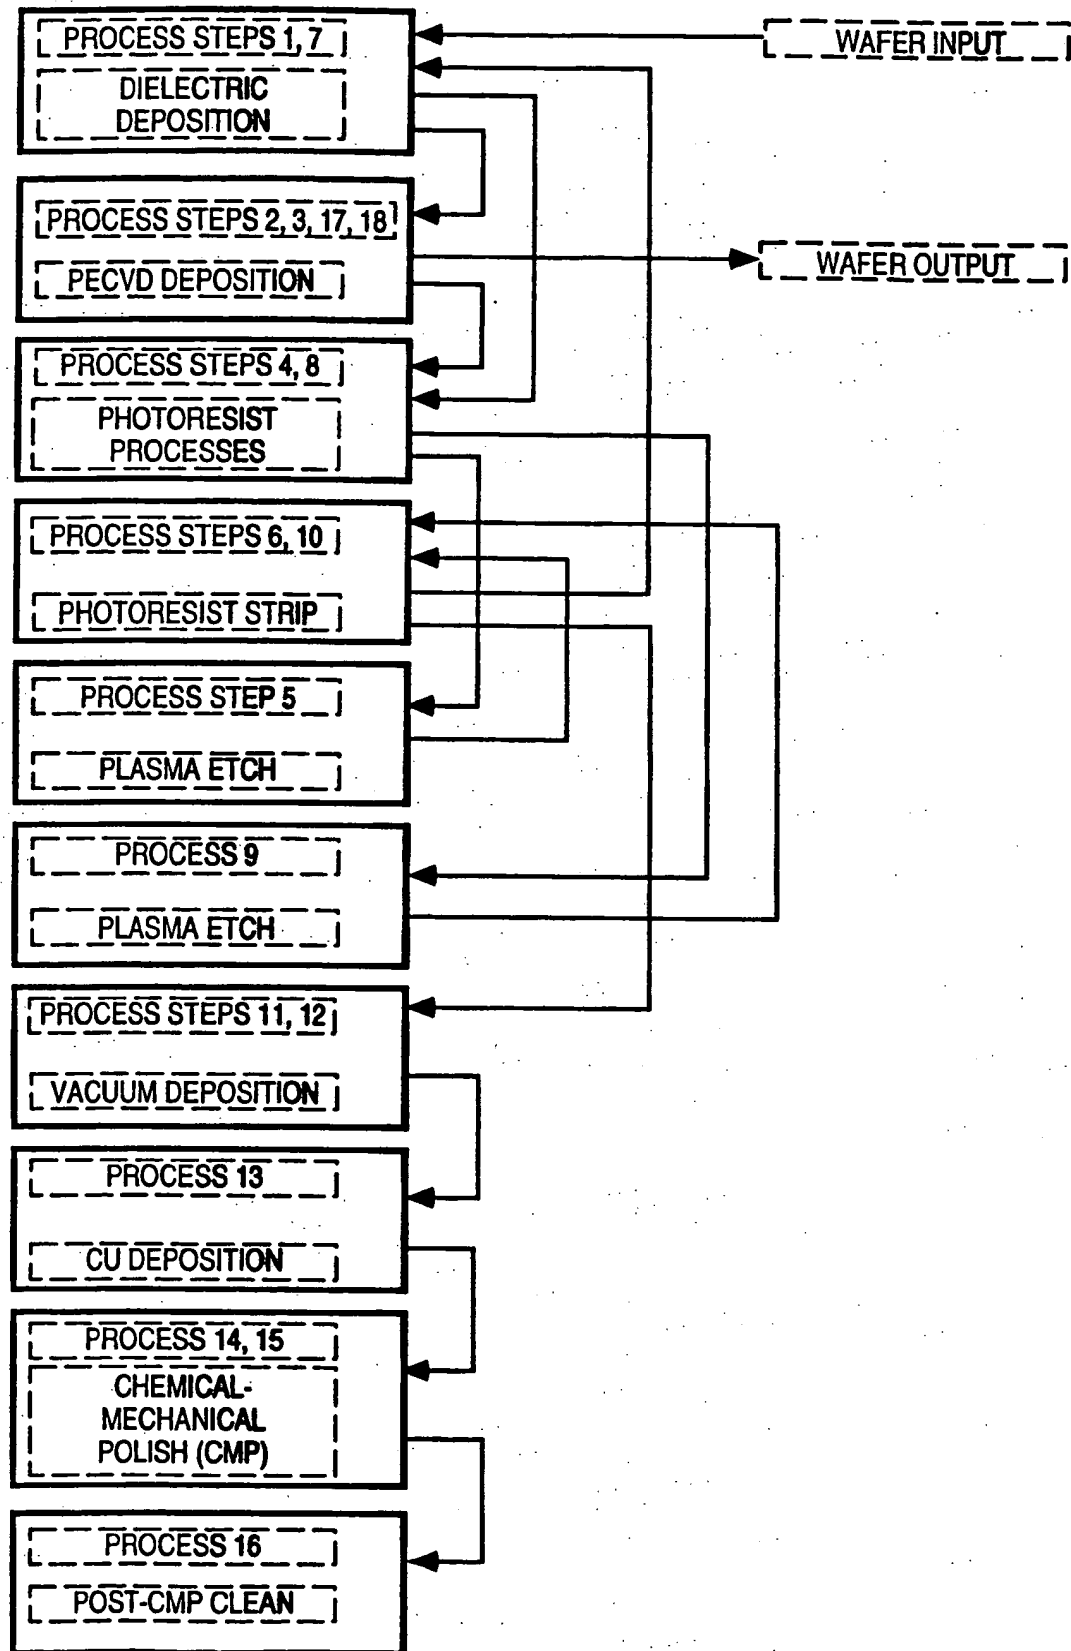 PROCESS STEPS 1, 7
WAFER INPUT
DIELECTRIC
DEPOSITION
PROCESS STEPS 2, 3, 17, 18
WAFER OUTPUT
PECVD DEPOSITION
PROCESS STEPS 4, 8
PHOTORESIST
PROCESSES
PROCESS STEPS 6, 10
PHOTORESIST STRIP
PROCESS STEP 5
PLASMA ETCH
PROCESS 9
PLASMA ETCH
PROCESS STEPS 11, 12
VACUUM DEPOSITION
PROCESS 13
CU DEPOSITION
PROCESS 14, 15
CHEMICAL-
MECHANICAL
POLISH (CMP)
PROCESS 16
POST-CMP CLEAN